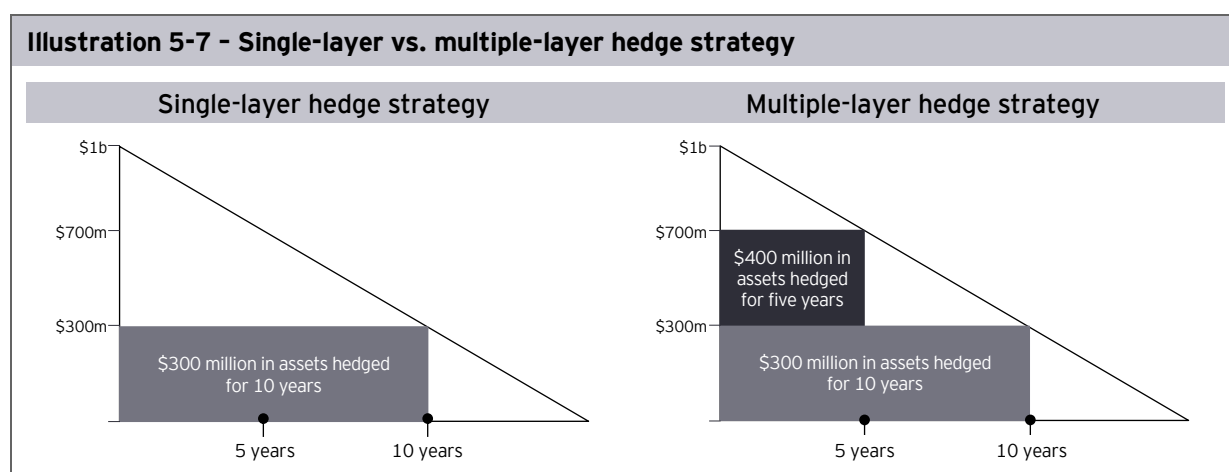 Illustration 5-7 – Single-layer vs. multiple-layer hedge strategy
Single-layer hedge strategy
$1b
$700m
$300m
$300 million in assets hedged
for 10 years
5 years
10 years
Multiple-layer hedge strategy
$1b
$700m
$400 million in
assets hedged
for five years
$300m
$300 million in assets hedged
for 10 years
5 years
10 years